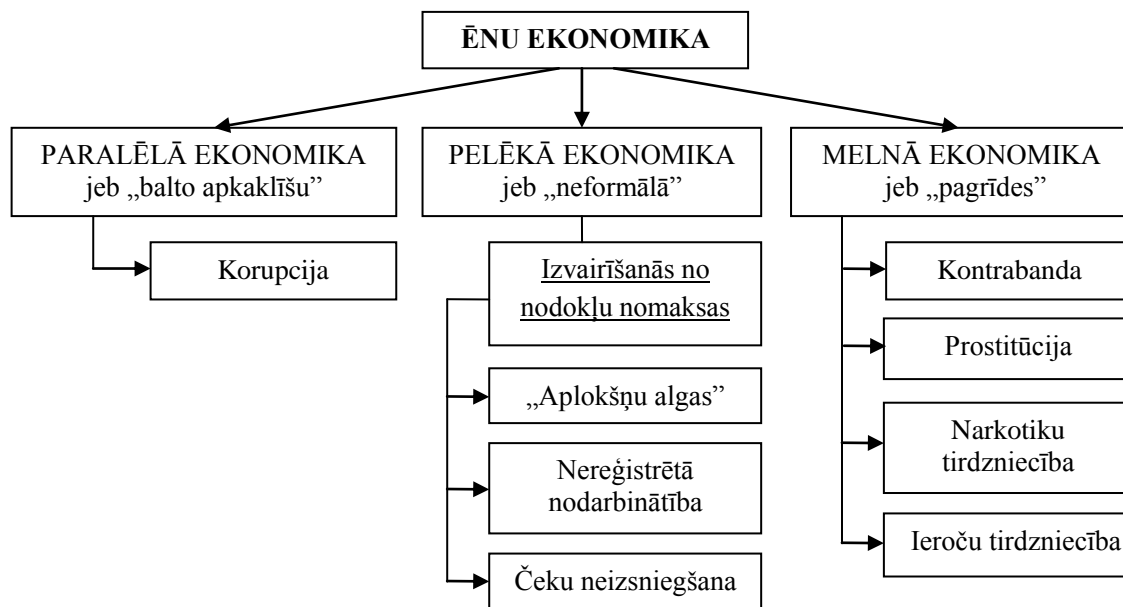 ĒNU EKONOMIKA
PARALĒLĀ EKONOMIKA
jeb „balto apkaklīšu”
Korupcija
PELĒKĀ EKONOMIKA
jeb „neformālā”
Izvairīšanās no
nodokļu nomaksas
„Aplokšņu algas”
Nereģistrētā
nodarbinātība
Čeku neizsniegšana
MELNĀ EKONOMIKA
jeb „pagrīdes”
Kontrabanda
Prostitūcija
Narkotiku
tirdzniecība
Ieroču tirdzniecība